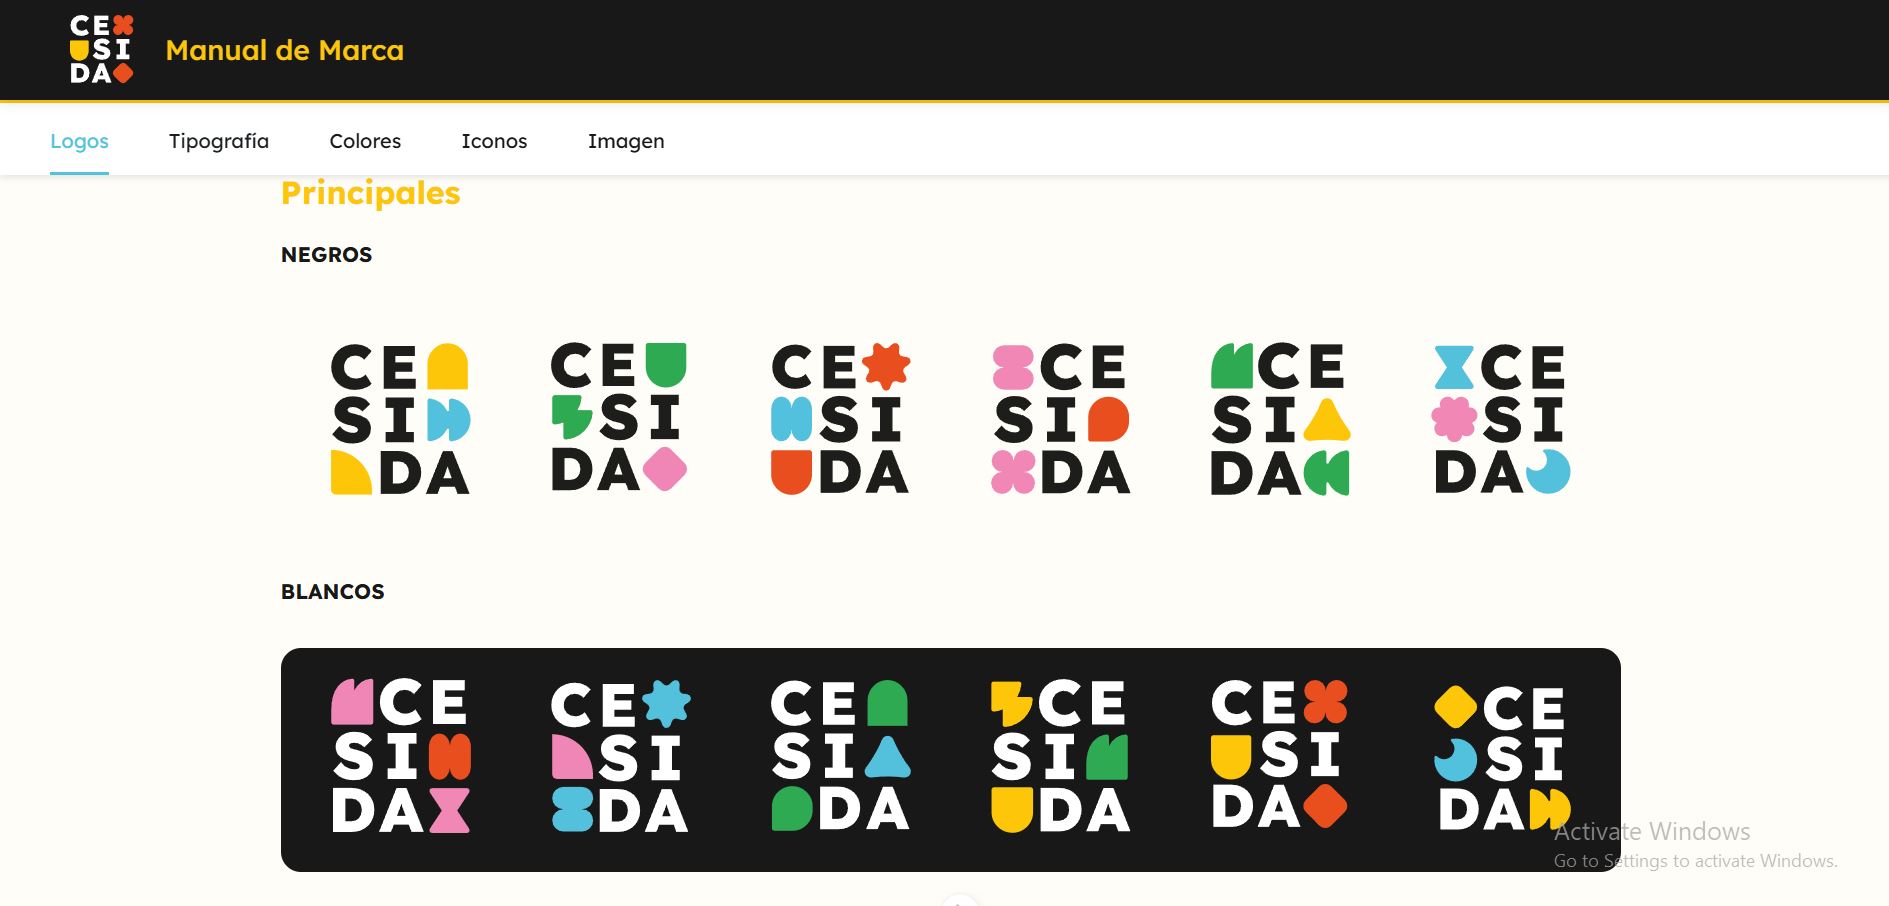 CE
SI
DA
Manual de Marca
Logos Tipografía Colores Iconos Imagen
Principales
NEGROS
CE CE CE CE CE CE
SI SI SI SI SI SI
DA DA DA DA DA DA
BLANCOS
CE CE CE CE CE CE
SI SI SI SI SI SI
DA DA DA DA DA DA
Activate Windows
Go to Settings to activate Windows.